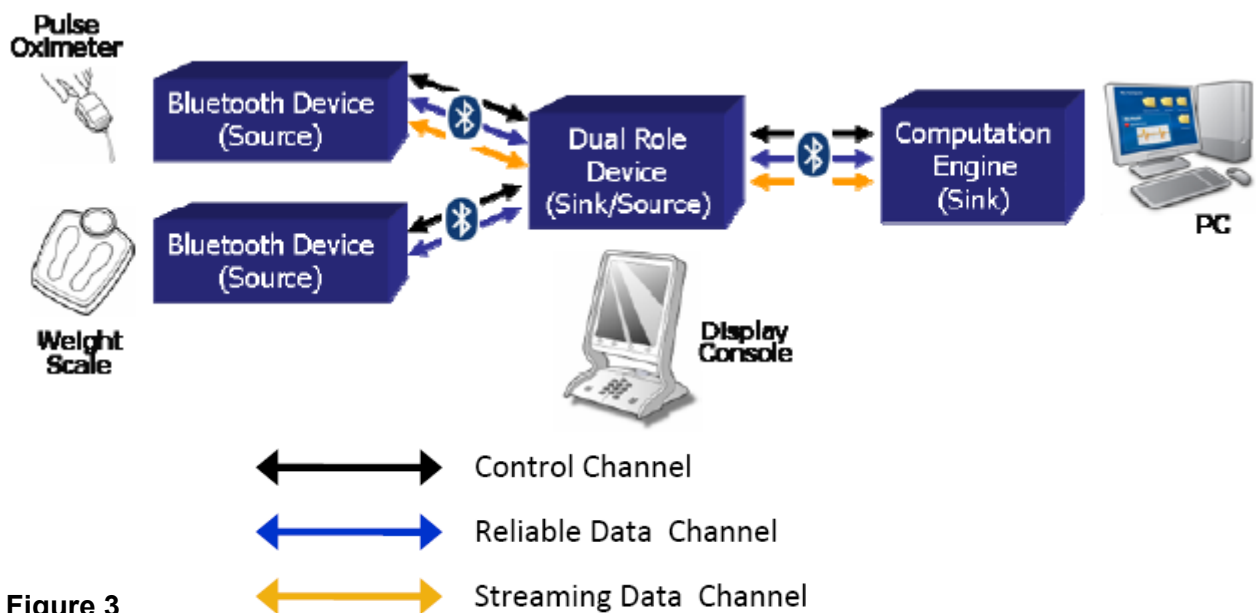 Pulse
Oximeter
Bluetooth Device
(Source)
Dual Role
Device
(Sink/Source)
Computation
Engine
(Sink)
PC
Bluetooth Device
(Source)
Weight
Scale
Display
Console
Control Channel
Reliable Data Channel
Streaming Data Channel
Figure 3